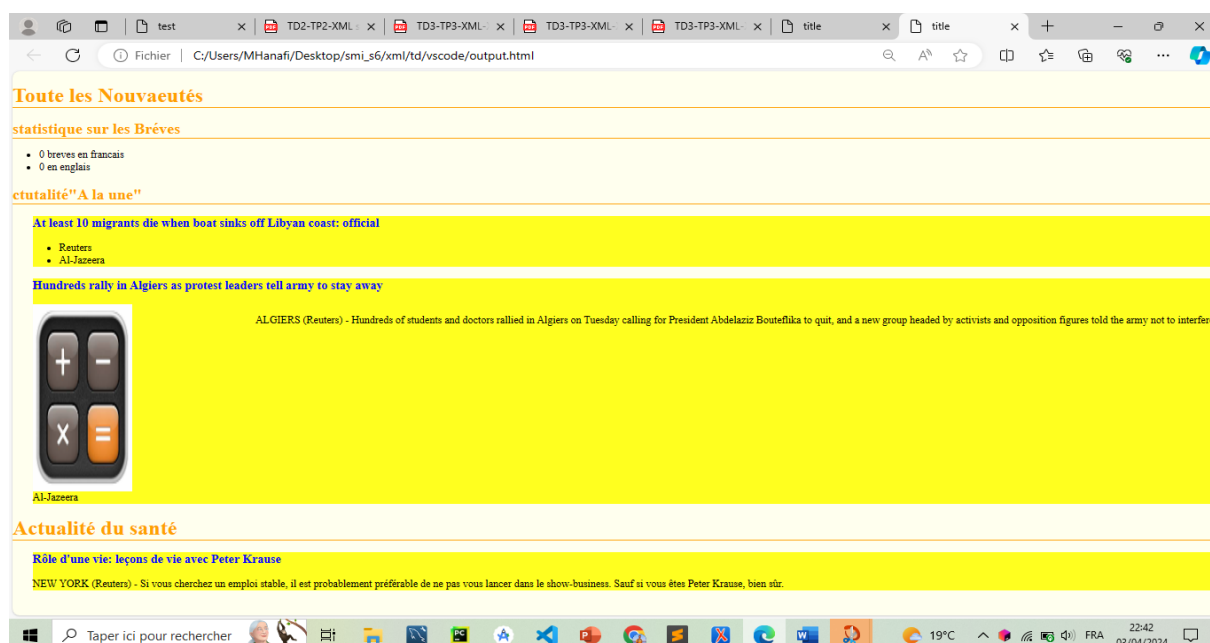 test
TD2-TP2-XML s
TD3-TP3-XML-
TD3-TP3-XML-
TD3-TP3-XML-
title
title
Fichier | C:/Users/MHanafi/Desktop/smi_s6/xml/td/vscode/output.html
Toute les Nouvaeutés
statistique sur les Bréves
0 breves en francais
0 en englais
ctutalité"A la une"
At least 10 migrants die when boat sinks off Libyan coast: official
Reuters
Al-Jazeera
Hundreds rally in Algiers as protest leaders tell army to stay away
ALGIERS (Reuters) - Hundreds of students and doctors rallied in Algiers on Tuesday calling for President Abdelaziz Bouteflika to quit, and a new group headed by activists and opposition figures told the army not to interfer
+ −
x =
Al-Jazeera
Actualité du santé
Rôle d'une vie: leçons de vie avec Peter Krause
NEW YORK (Reuters) - Si vous cherchez un emploi stable, il est probablement préférable de ne pas vous lancer dans le show-business. Sauf si vous êtes Peter Krause, bien sûr.
Taper ici pour rechercher
19°C
FRA
22:42
03/04/2024